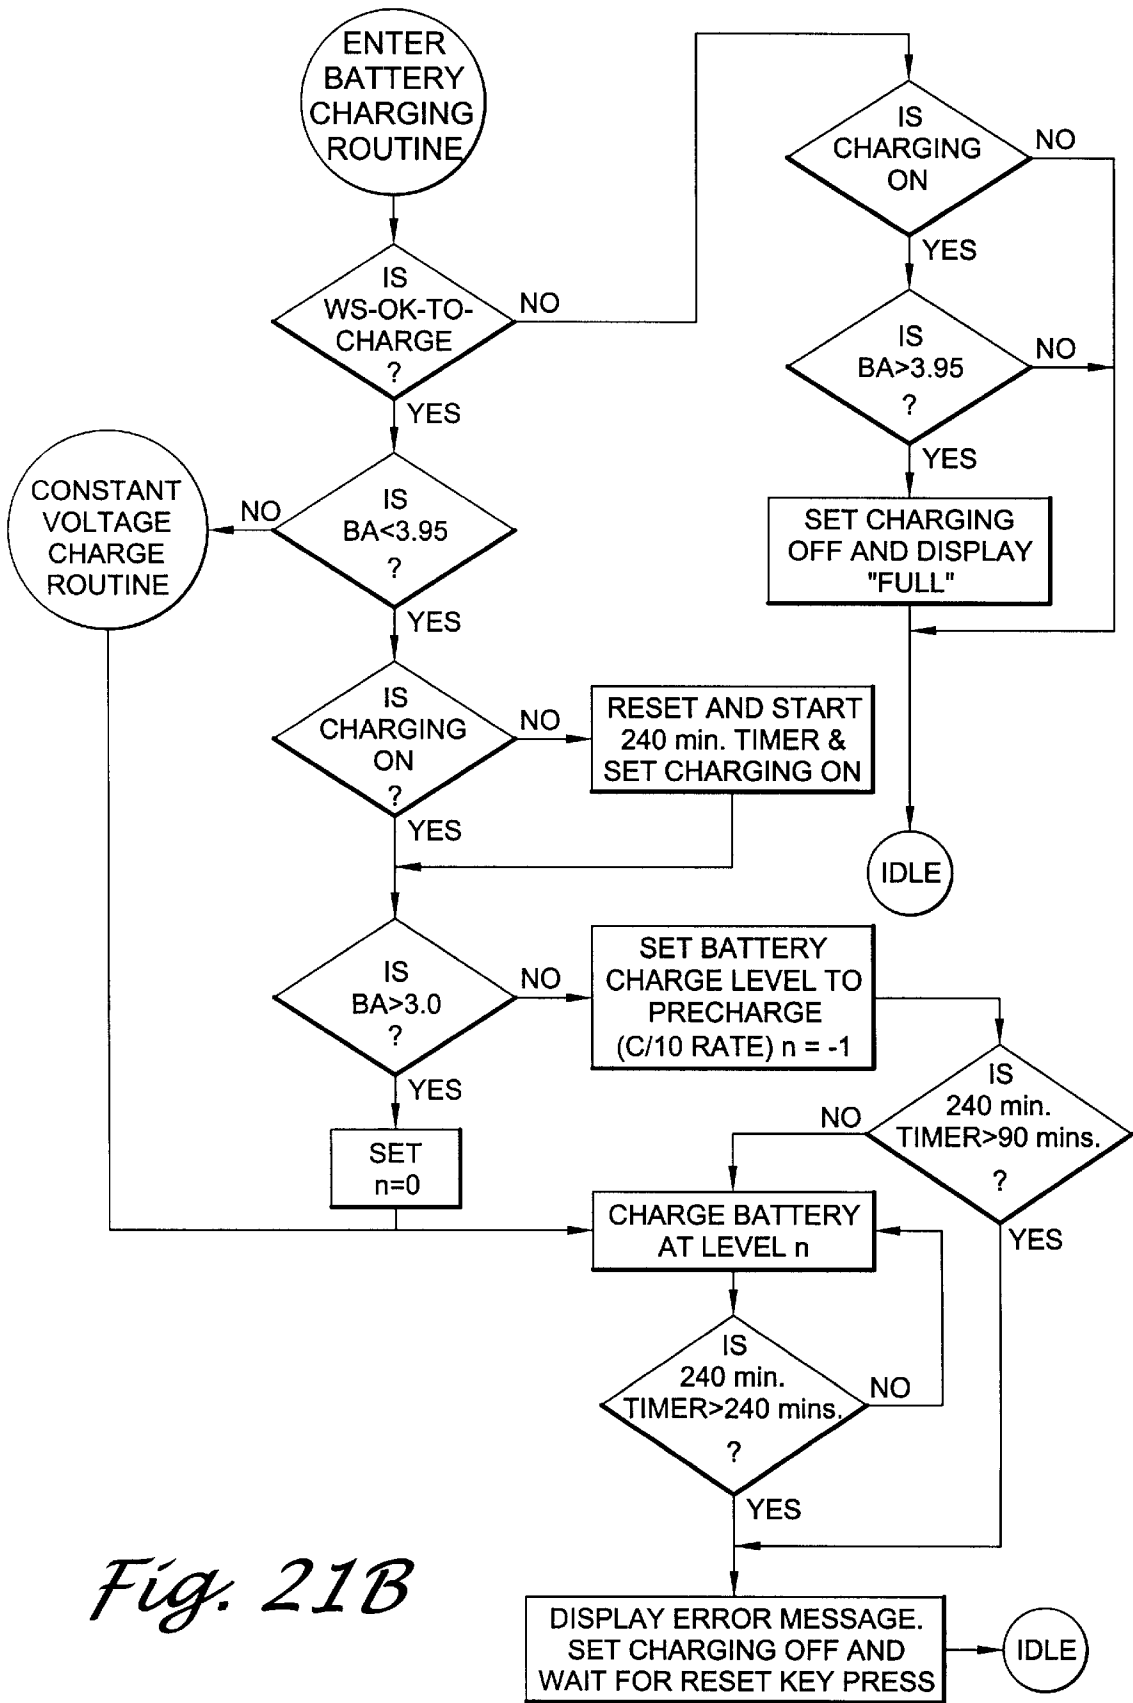 ENTER
BATTERY
CHARGING
ROUTINE
IS
WS-OK-TO-
CHARGE
?
NO
YES
IS
CHARGING
ON
NO
YES
IS
BA>3.95
?
NO
YES
SET CHARGING
OFF AND DISPLAY
"FULL"
IDLE
IS
BA<3.95
?
NO
YES
CONSTANT
VOLTAGE
CHARGE
ROUTINE
IS
CHARGING
ON
?
NO
YES
RESET AND START
240 min. TIMER &
SET CHARGING ON
IS
BA>3.0
?
NO
YES
SET BATTERY
CHARGE LEVEL TO
PRECHARGE
(C/10 RATE) n = -1
IS
240 min.
TIMER>90 mins.
?
NO
YES
SET
n=0
CHARGE BATTERY
AT LEVEL n
IS
240 min.
TIMER>240 mins.
?
NO
YES
DISPLAY ERROR MESSAGE.
SET CHARGING OFF AND
WAIT FOR RESET KEY PRESS
IDLE
Fig. 21B